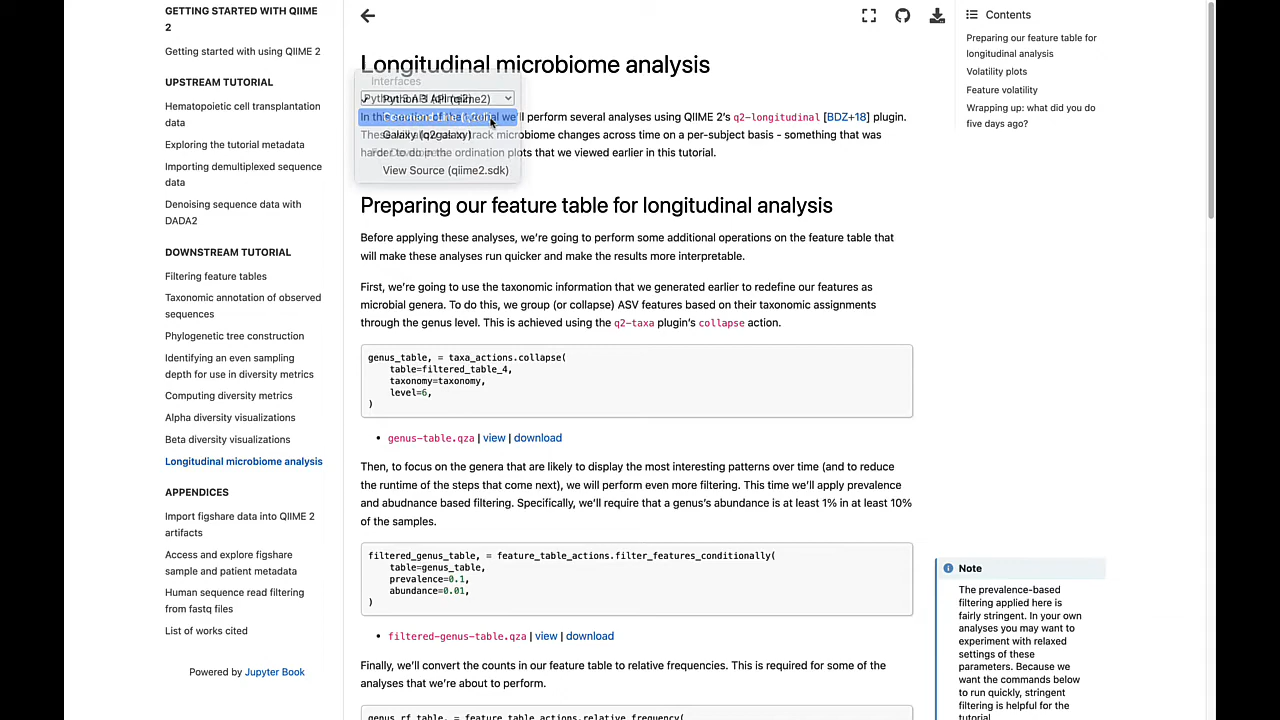 GETTING STARTED WITH QIIME
2
Getting started with using QIIME 2
UPSTREAM TUTORIAL
Hematopoietic cell transplantation
data
Exploring the tutorial metadata
Importing demultiplexed sequence
data
Denoising sequence data with
DADA2
DOWNSTREAM TUTORIAL
Filtering feature tables
Taxonomic annotation of observed
sequences
Phylogenetic tree construction
Identifying an even sampling
depth for use in diversity metrics
Computing diversity metrics
Alpha diversity visualizations
Beta diversity visualizations
Longitudinal microbiome analysis
APPENDICES
Import figshare data into QIIME 2
artifacts
Access and explore figshare
sample and patient metadata
Human sequence read filtering
from fastq files
List of works cited
Powered by Jupyter Book
Longitudinal microbiome analysis
Interfaces
Python 3 API (qiime2)
In this we'll perform several analyses using QIIME 2's q2-longitudinal [BDZ+18] plugin.
Galaxy (q2galaxy)
These track microbiome changes across time on a per-subject basis - something that was
harder to do in the ordination plots that we viewed earlier in this tutorial.
View Source (qiime2.sdk)
Preparing our feature table for longitudinal analysis
Before applying these analyses, we're going to perform some additional operations on the feature table that
will make these analyses run quicker and make the results more interpretable.
First, we're going to use the taxonomic information that we generated earlier to redefine our features as
microbial genera. To do this, we group (or collapse) ASV features based on their taxonomic assignments
through the genus level. This is achieved using the q2-taxa plugin's collapse action.
genus_table, = taxa_actions.collapse(
table=filtered_table_4,
taxonomy=taxonomy,
level=6,
)
• genus-table.qza | view | download
Then, to focus on the genera that are likely to display the most interesting patterns over time (and to reduce
the runtime of the steps that come next), we will perform even more filtering. This time we'll apply prevalence
and abudnance based filtering. Specifically, we'll require that a genus's abundance is at least 1% in at least 10%
of the samples.
filtered_genus_table, = feature_table_actions.filter_features_conditionally(
table=genus_table,
prevalence=0.1,
abundance=0.01,
)
• filtered-genus-table.qza | view | download
Finally, we'll convert the counts in our feature table to relative frequencies. This is required for some of the
analyses that we're about to perform.
genus_rf_table, = feature_table_actions.relative_frequency(
Contents
Preparing our feature table for
longitudinal analysis
Volatility plots
Feature volatility
Wrapping up: what did you do
five days ago?
Note
The prevalence-based
filtering applied here is
fairly stringent. In your own
analyses you may want to
experiment with relaxed
settings of these
parameters. Because we
want the commands below
to run quickly, stringent
filtering is helpful for the
tutorial